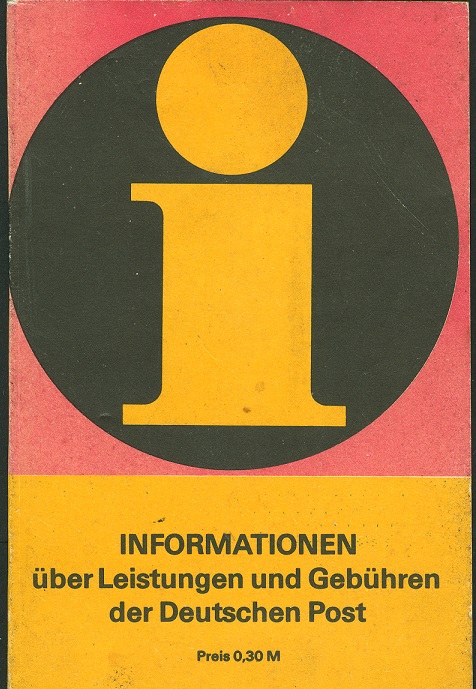 i
INFORMATIONEN
über Leistungen und Gebühren
der Deutschen Post
Preis 0,30 M